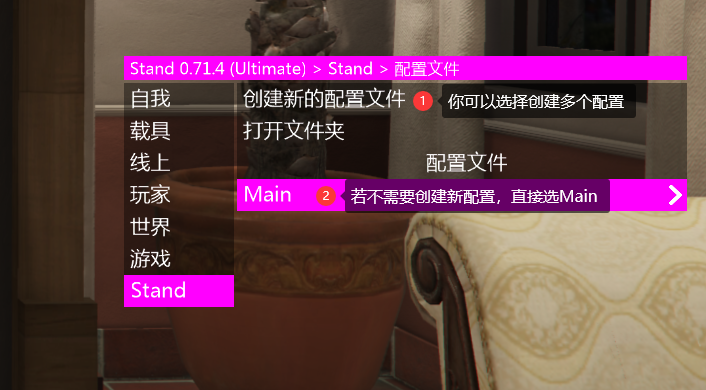 Stand 0.71.4 (Ultimate) > Stand > 配置文件
自我
载具
线上
玩家
世界
游戏
Stand
创建新的配置文件 1 你可以选择创建多个配置
打开文件夹
配置文件
Main 2 若不需要创建新配置，直接选Main